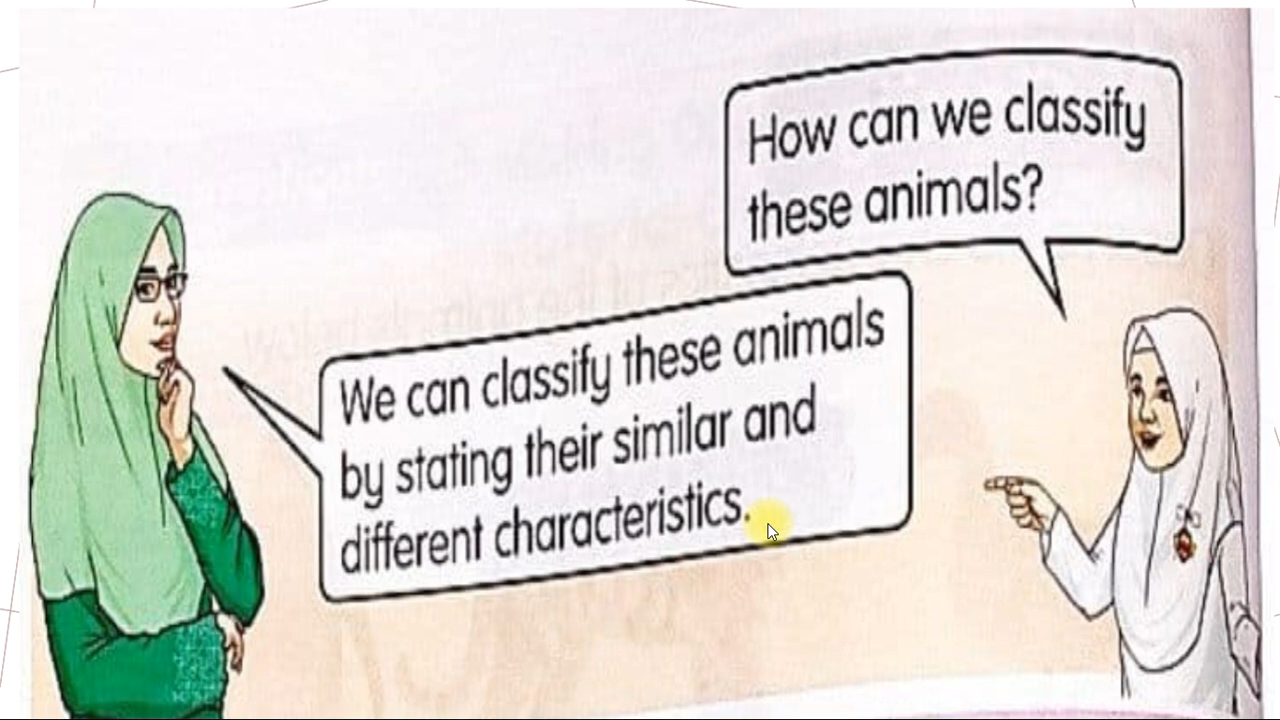 How can we classify
these animals?
We can classify these animals
by stating their similar and
different characteristics.